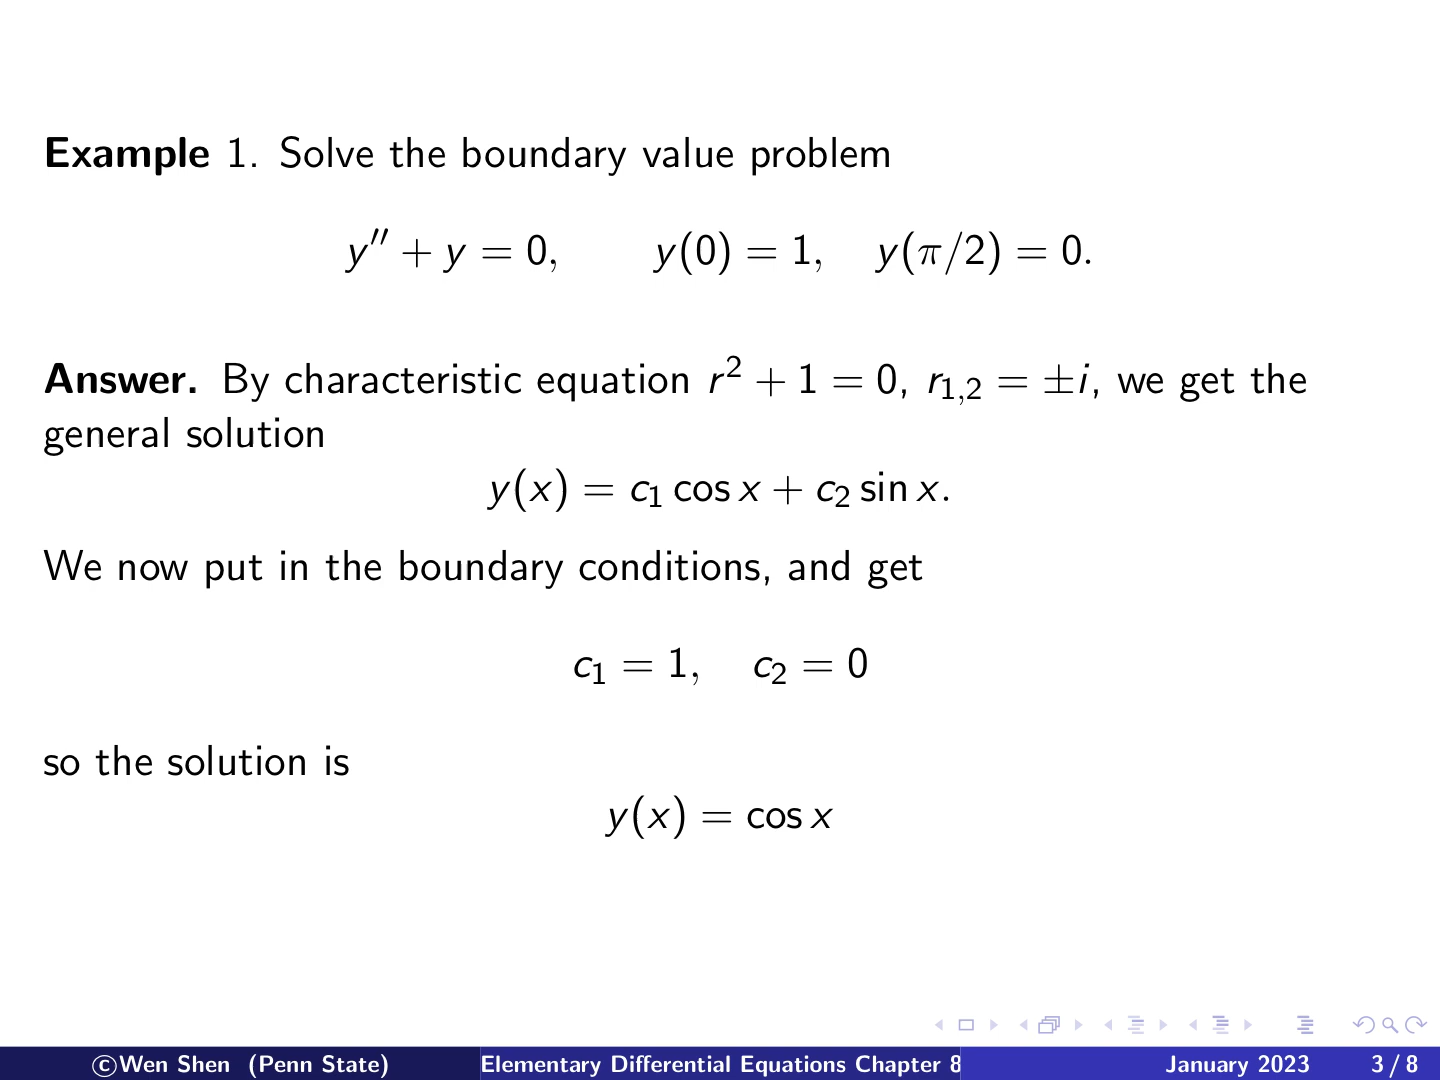 Example 1. Solve the boundary value problem
y′′ + y = 0, y(0) = 1, y(π/2) = 0.
Answer. By characteristic equation r² + 1 = 0, r₁,₂ = ±i, we get the
general solution
y(x) = c₁ cos x + c₂ sin x.
We now put in the boundary conditions, and get
c₁ = 1, c₂ = 0
so the solution is
y(x) = cos x
©Wen Shen (Penn State) Elementary Differential Equations Chapter 8 January 2023 3 / 8